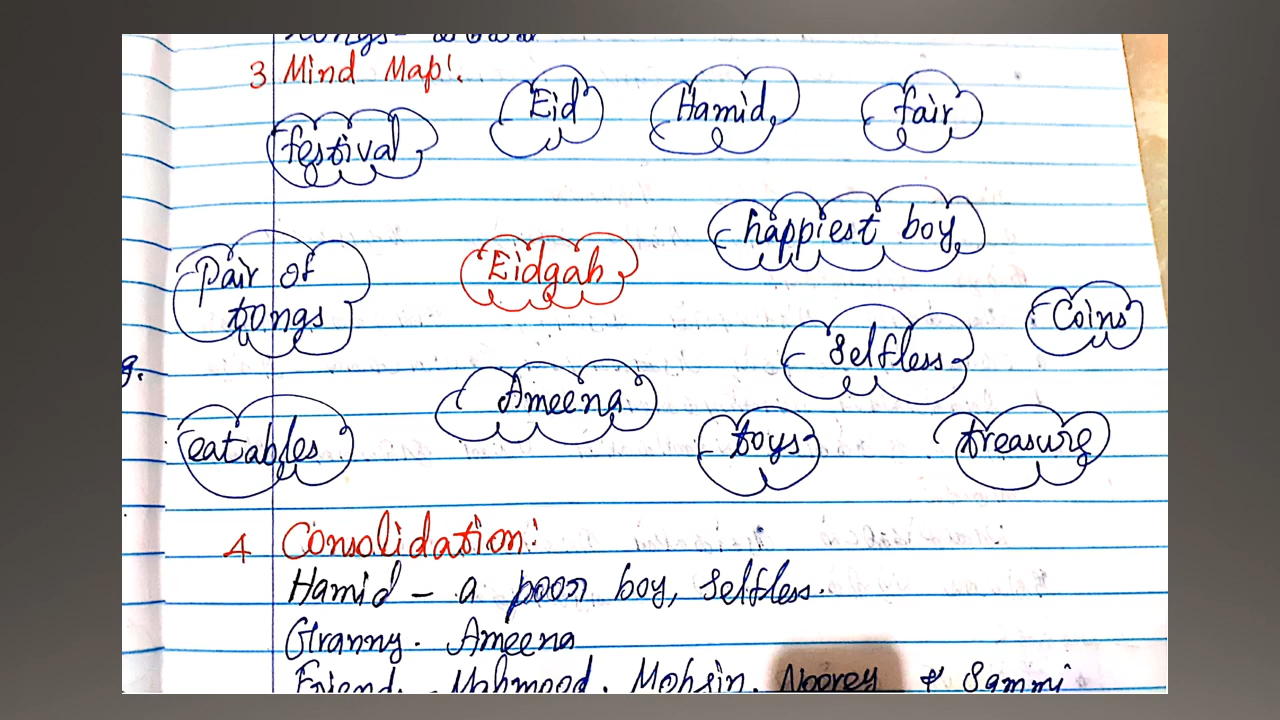 3 Mind Map!.
Eid Hamid, fair
festival
happiest boy,
Pair of Eidgah
tongs
Coins
Selfless
Ameena
eatables toys treasure
4 Consolidation:
Hamid - a poor boy, selfless.
Granny. Ameena
Friend. - Mahmood. Mohsin. Noorey & Sammi